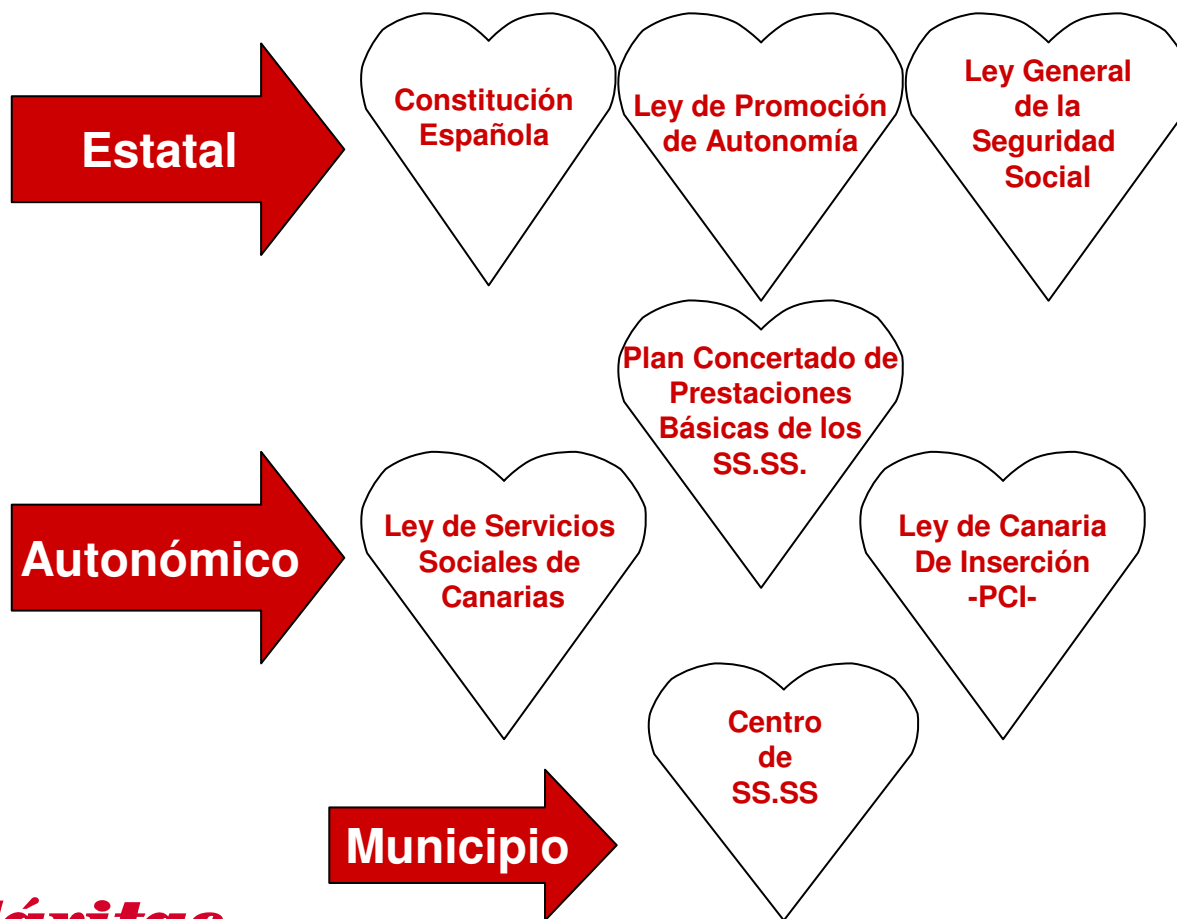 Estatal
Constitución
Española
Ley de Promoción
de Autonomía
Ley General
de la
Seguridad
Social
Plan Concertado de
Prestaciones
Básicas de los
SS.SS.
Autonómico
Ley de Servicios
Sociales de
Canarias
Ley de Canaria
De Inserción
-PCI-
Municipio
Centro
de
SS.SS